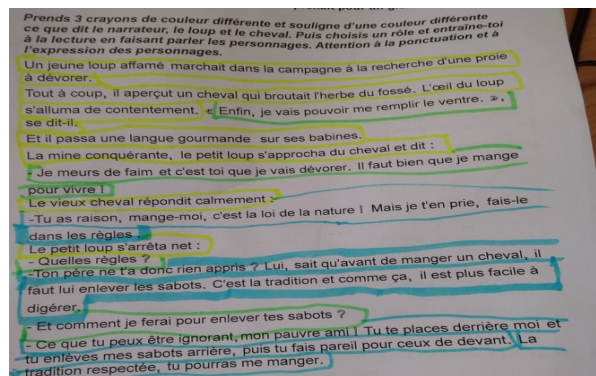 Prends 3 crayons de couleur différente et souligne d'une couleur différente
ce que dit le narrateur, le loup et le cheval. Puis choisis un rôle et entraîne-toi
à la lecture en faisant parler les personnages. Attention à la ponctuation et à
l'expression des personnages.
Un jeune loup affamé marchait dans la campagne à la recherche d'une proie
à dévorer.
Tout à coup, il aperçut un cheval qui broutait l'herbe du fossé. L'œil du loup
s'alluma de contentement. « Enfin, je vais pouvoir me remplir le ventre. »,
se dit-il.
Et il passa une langue gourmande sur ses babines.
La mine conquérante, le petit loup s'approcha du cheval et dit :
- Je meurs de faim et c'est toi que je vais dévorer. Il faut bien que je mange
pour vivre !
Le vieux cheval répondit calmement :
-Tu as raison, mange-moi, c'est la loi de la nature ! Mais je t'en prie, fais-le
dans les règles.
Le petit loup s'arrêta net :
- Quelles règles ?
-Ton père ne t'a donc rien appris ? Lui, sait qu'avant de manger un cheval, il
faut lui enlever les sabots. C'est la tradition et comme ça, il est plus facile à
digérer.
- Et comment je ferai pour enlever tes sabots ?
- Ce que tu peux être ignorant, mon pauvre ami ! Tu te places derrière moi et
tu enlèves mes sabots arrière, puis tu fais pareil pour ceux de devant. La
tradition respectée, tu pourras me manger.